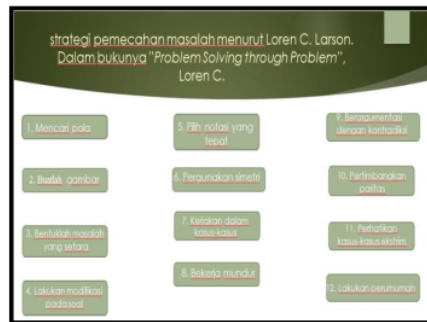 strategi pemecahan masalah menurut Loren C. Larson.
Dalam bukunya "Problem Solving through Problem",
Loren C.
1. Mencari pola
2. Buatlah gambar
3. Bentuklah masalah
yang setara
4. Lakukan modifikasi
pada soal
5. Pilih notasi yang
tepat
6. Pergunakan simetri
7. Kerjakan dalam
kasus-kasus
8. Bekerja mundur
9. Berargumentasi
dengan kontradiksi
10. Pertimbangkan
paritas
11. Perhatikan
kasus-kasus ekstrim
12. Lakukan perumuman